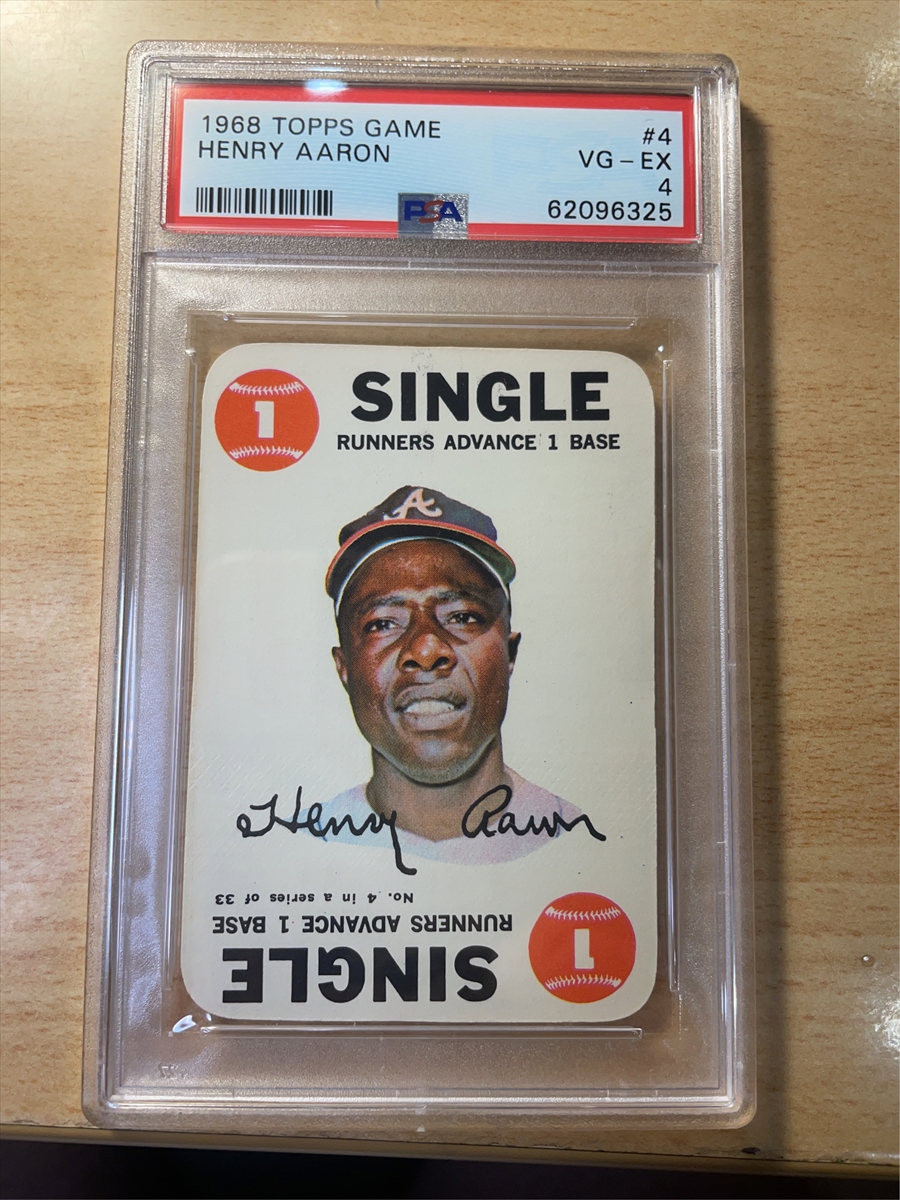 1968 TOPPS GAME #4
HENRY AARON VG - EX
4
PSA 62096325
1 SINGLE
RUNNERS ADVANCE 1 BASE
A
Henry Aaron
No. 4 in a series of 33
RUNNERS ADVANCE 1 BASE
SINGLE 1